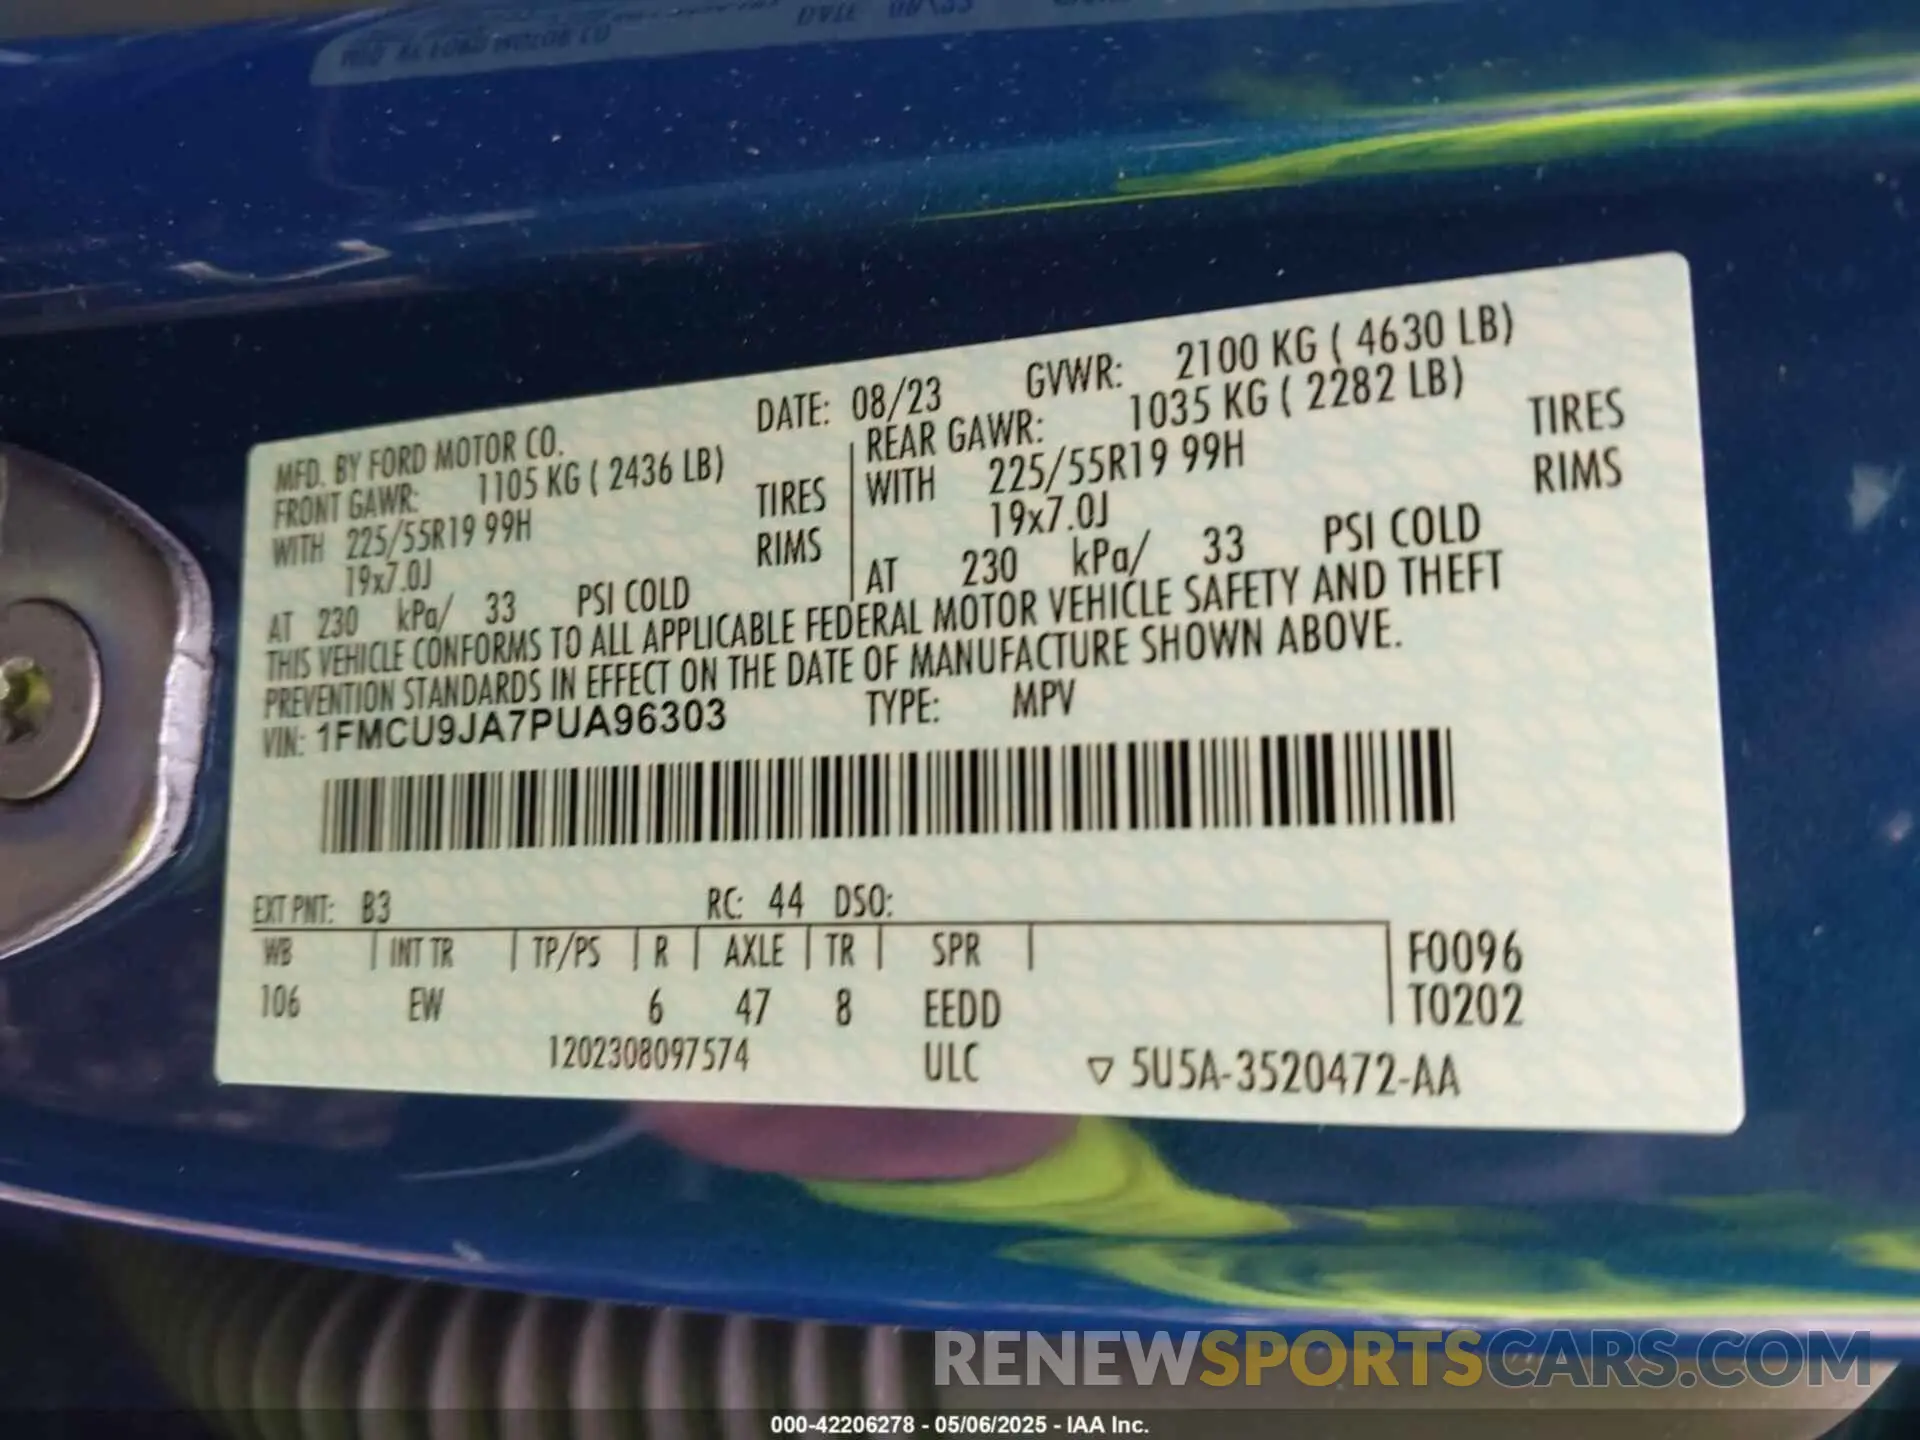 MFD. BY FORD MOTOR CO.
DATE: 08/23 GVWR: 2100 KG ( 4630 LB)
FRONT GAWR: 1105 KG ( 2436 LB) REAR GAWR: 1035 KG ( 2282 LB)
WITH 225/55R19 99H TIRES WITH 225/55R19 99H TIRES
19x7.0J RIMS 19x7.0J RIMS
AT 230 kPa/ 33 PSI COLD AT 230 kPa/ 33 PSI COLD
THIS VEHICLE CONFORMS TO ALL APPLICABLE FEDERAL MOTOR VEHICLE SAFETY AND THEFT
PREVENTION STANDARDS IN EFFECT ON THE DATE OF MANUFACTURE SHOWN ABOVE.
VIN: 1FMCU9JA7PUA96303 TYPE: MPV
EXT PNT: B3 RC: 44 DSO:
WB INT TR TP/PS R AXLE TR SPR F0096
106 EW 6 47 8 EEDD T0202
1202308097574 ULC ▽ 5U5A-3520472-AA
RENEWSPORTSCARS.COM
000-42206278 - 05/06/2025 - IAA Inc.